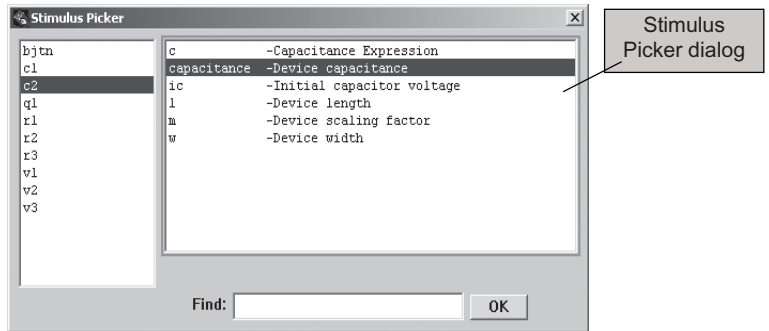 Stimulus Picker
bjtn
c1
c2
q1
r1
r2
r3
v1
v2
v3
c -Capacitance Expression
capacitance -Device capacitance
ic -Initial capacitor voltage
l -Device length
m -Device scaling factor
w -Device width
Find:
OK
Stimulus
Picker dialog